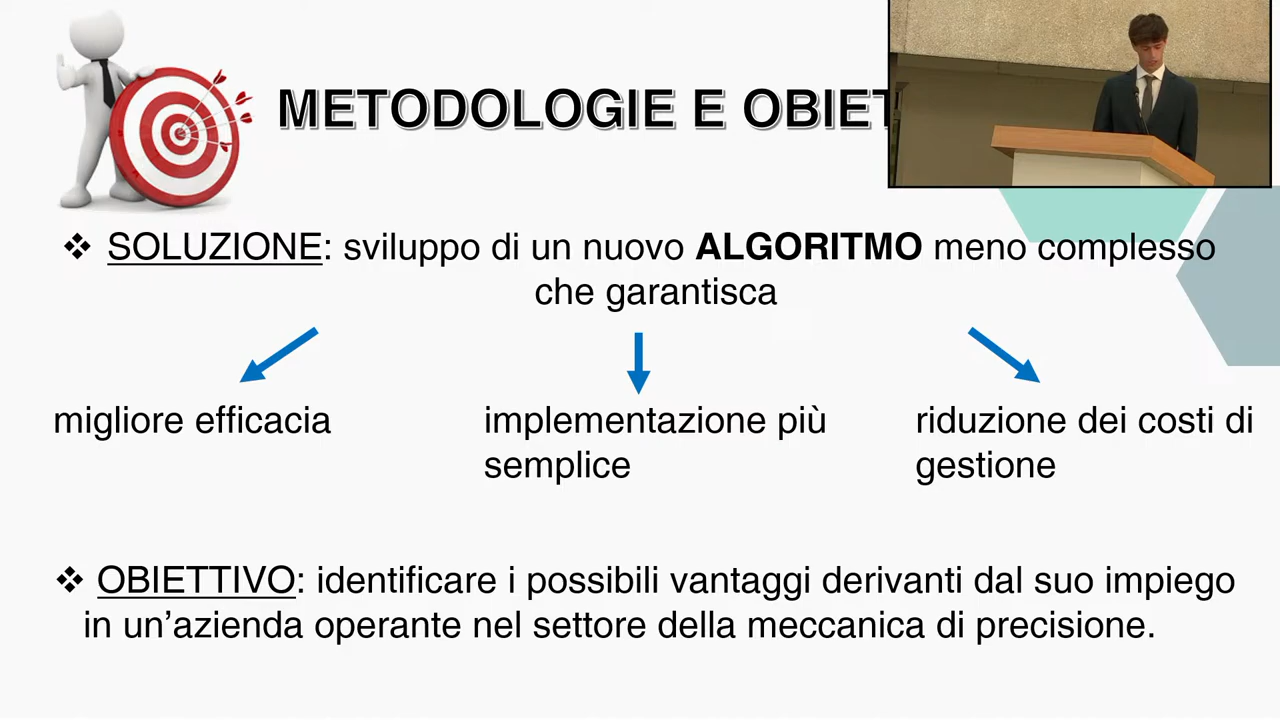 METODOLOGIE E OBIET
❖ SOLUZIONE: sviluppo di un nuovo ALGORITMO meno complesso
che garantisca
migliore efficacia
implementazione più
semplice
riduzione dei costi di
gestione
❖ OBIETTIVO: identificare i possibili vantaggi derivanti dal suo impiego
in un’azienda operante nel settore della meccanica di precisione.